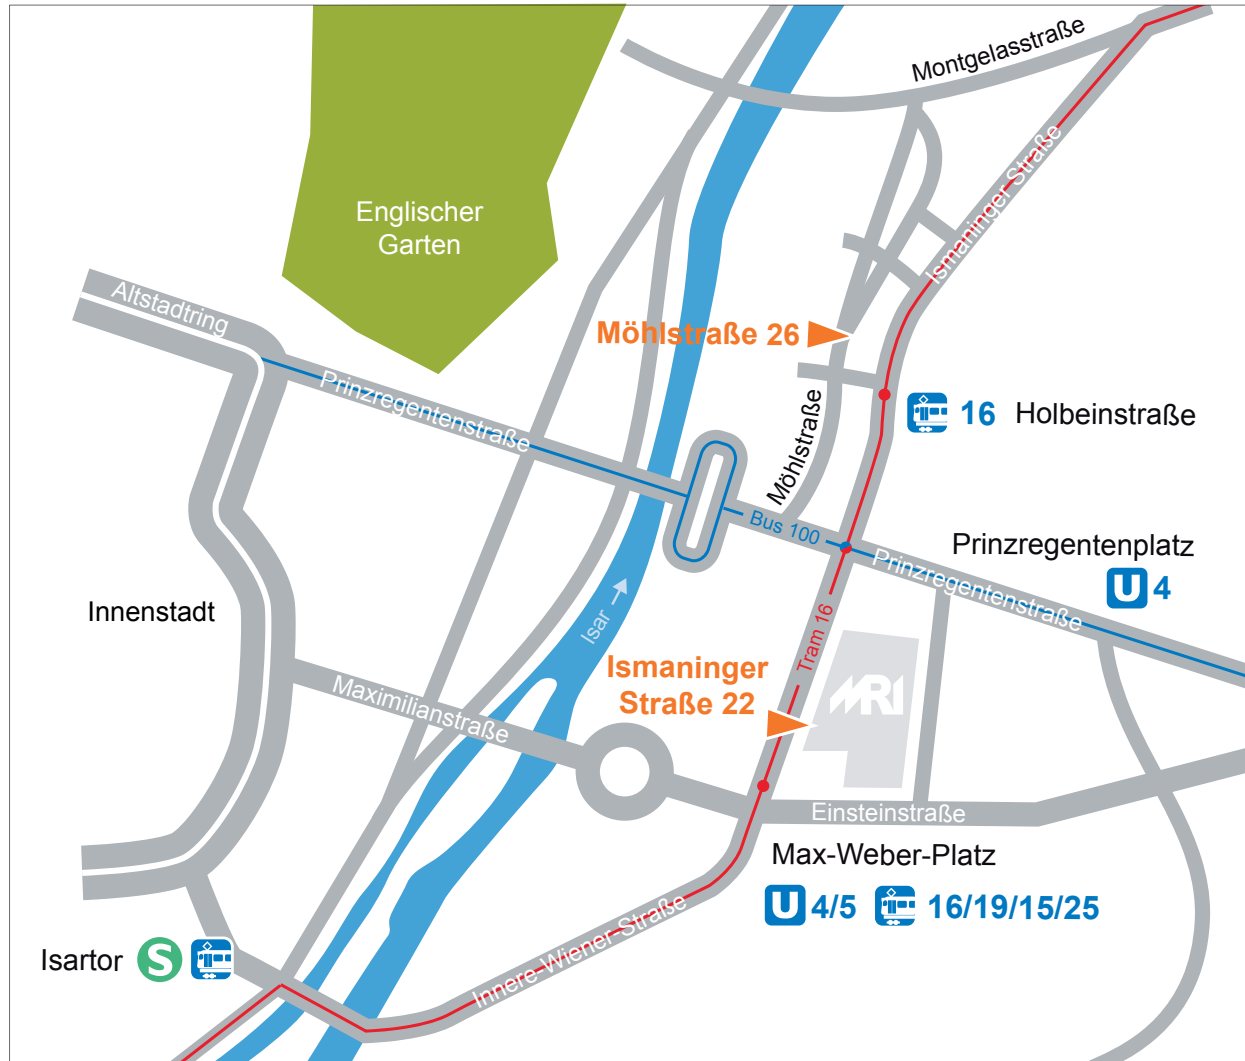 Montgelasstraße
Ismaninger Straße
Englischer
Garten
Altstadtring
Möhlstraße 26
Prinzregentenstraße
Möhlstraße
16 Holbeinstraße
Bus 100
Prinzregentenstraße
Prinzregentenplatz
U 4
Innenstadt
Isar →
Tram 16
Ismaninger
Straße 22
MRI
Maximilianstraße
Einsteinstraße
Max-Weber-Platz
U 4/5 16/19/15/25
Innere-Wiener-Straße
Isartor S